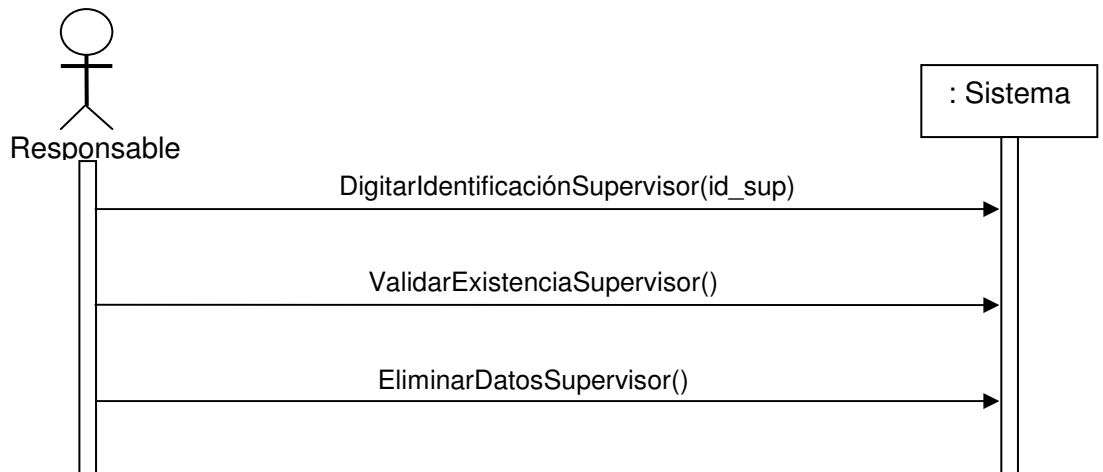 : Sistema
Responsable
DigitarIdentificaciónSupervisor(id_sup)
ValidarExistenciaSupervisor()
EliminarDatosSupervisor()